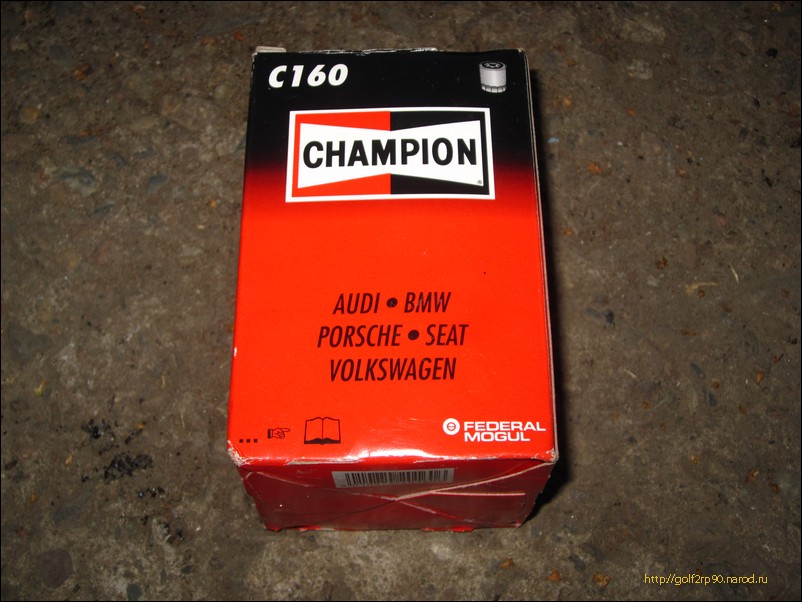 C160
CHAMPION
AUDI • BMW
PORSCHE • SEAT
VOLKSWAGEN
...
FEDERAL
MOGUL
http://golf2rp90.narod.ru